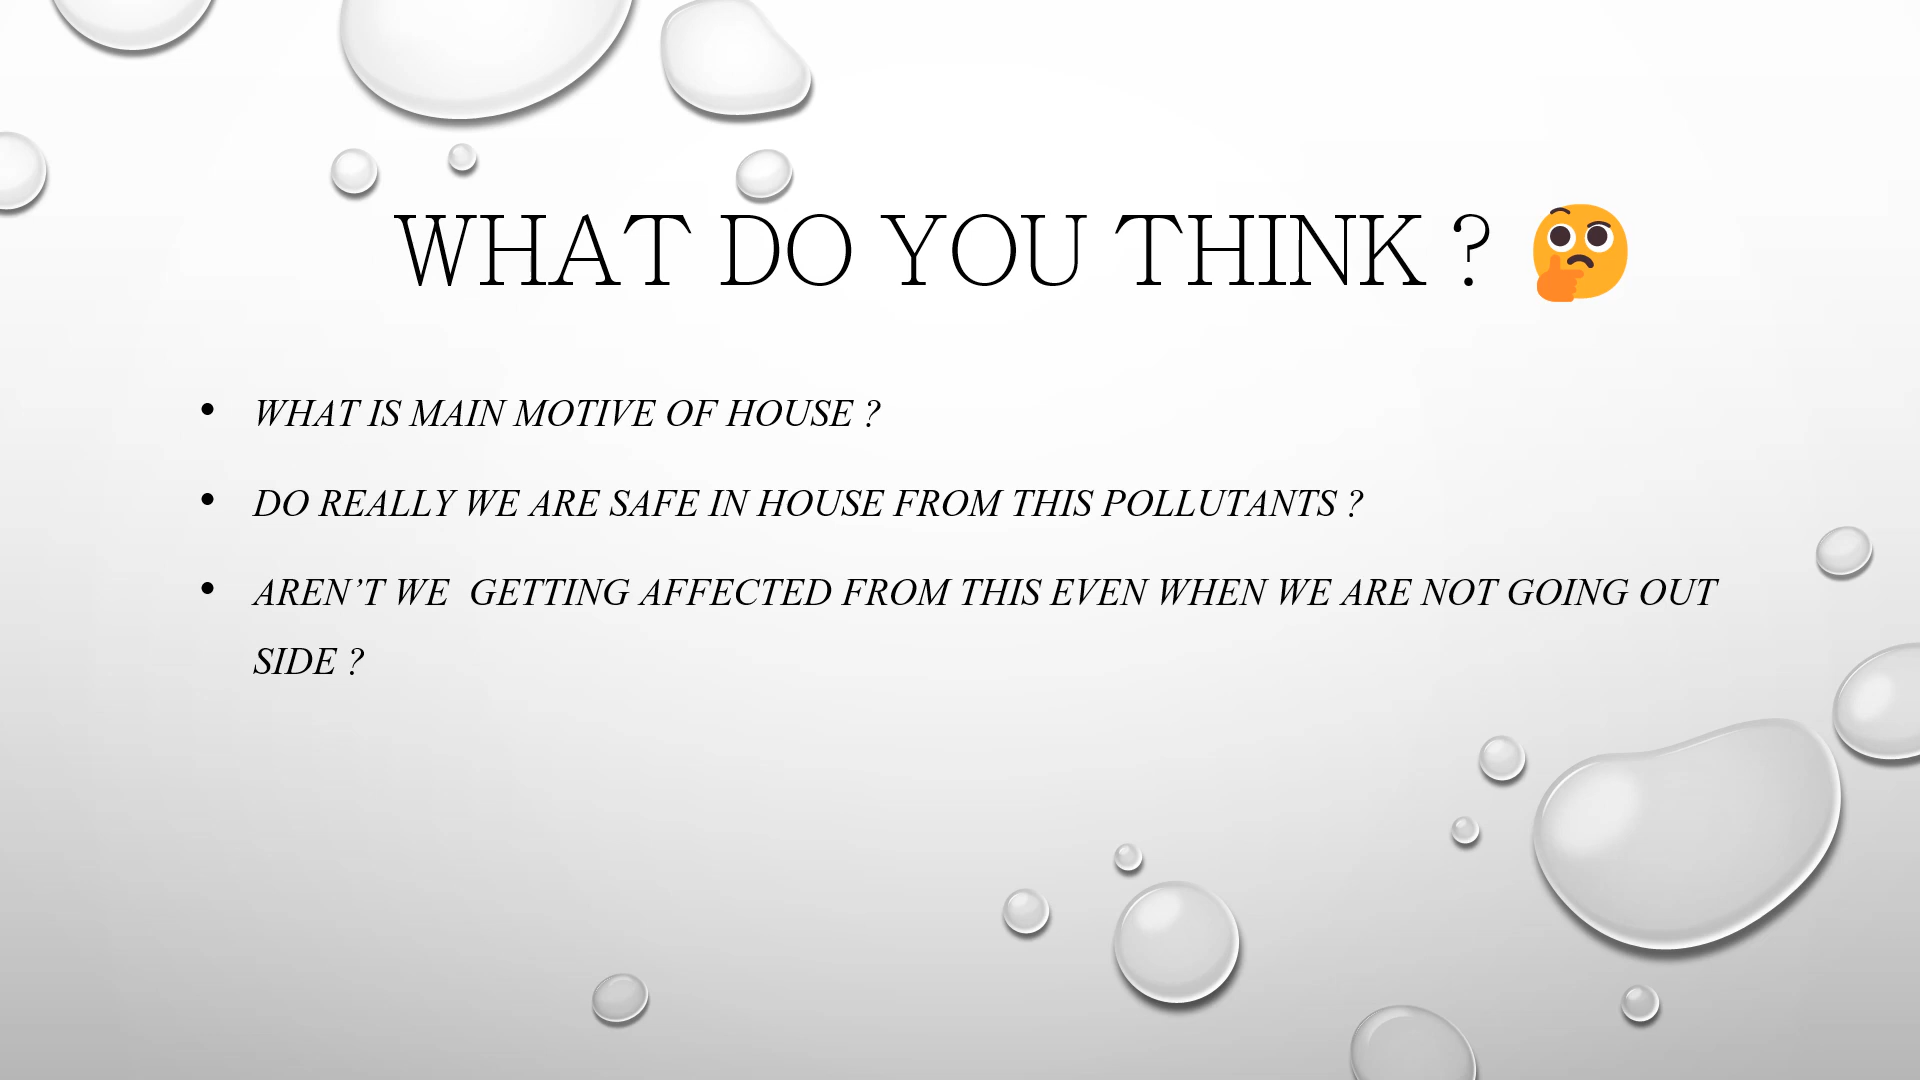 WHAT DO YOU THINK ? 🤔
• WHAT IS MAIN MOTIVE OF HOUSE ?
• DO REALLY WE ARE SAFE IN HOUSE FROM THIS POLLUTANTS ?
• AREN’T WE  GETTING AFFECTED FROM THIS EVEN WHEN WE ARE NOT GOING OUT
SIDE ?